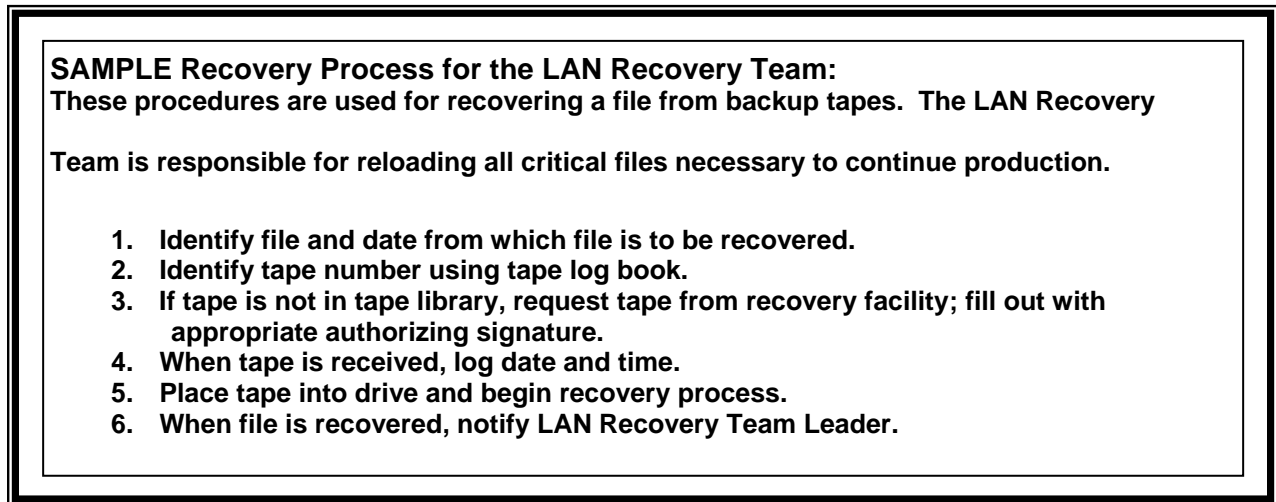 SAMPLE Recovery Process for the LAN Recovery Team:
These procedures are used for recovering a file from backup tapes. The LAN Recovery
Team is responsible for reloading all critical files necessary to continue production.
1. Identify file and date from which file is to be recovered.
2. Identify tape number using tape log book.
3. If tape is not in tape library, request tape from recovery facility; fill out with
appropriate authorizing signature.
4. When tape is received, log date and time.
5. Place tape into drive and begin recovery process.
6. When file is recovered, notify LAN Recovery Team Leader.